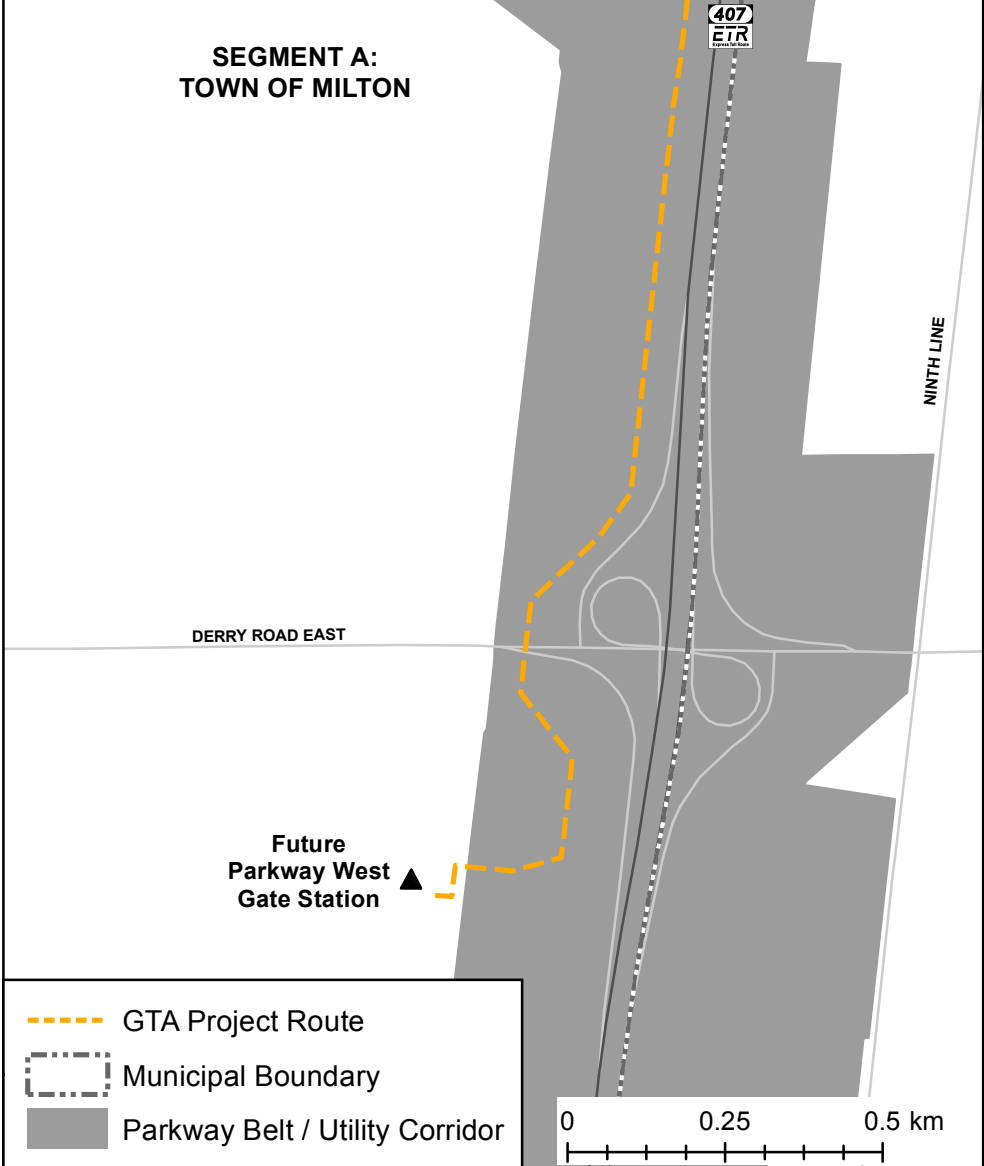 407
ETR
Express Toll Route
SEGMENT A:
TOWN OF MILTON
NINTH LINE
DERRY ROAD EAST
Future
Parkway West
Gate Station
GTA Project Route
Municipal Boundary
Parkway Belt / Utility Corridor
0 0.25 0.5 km